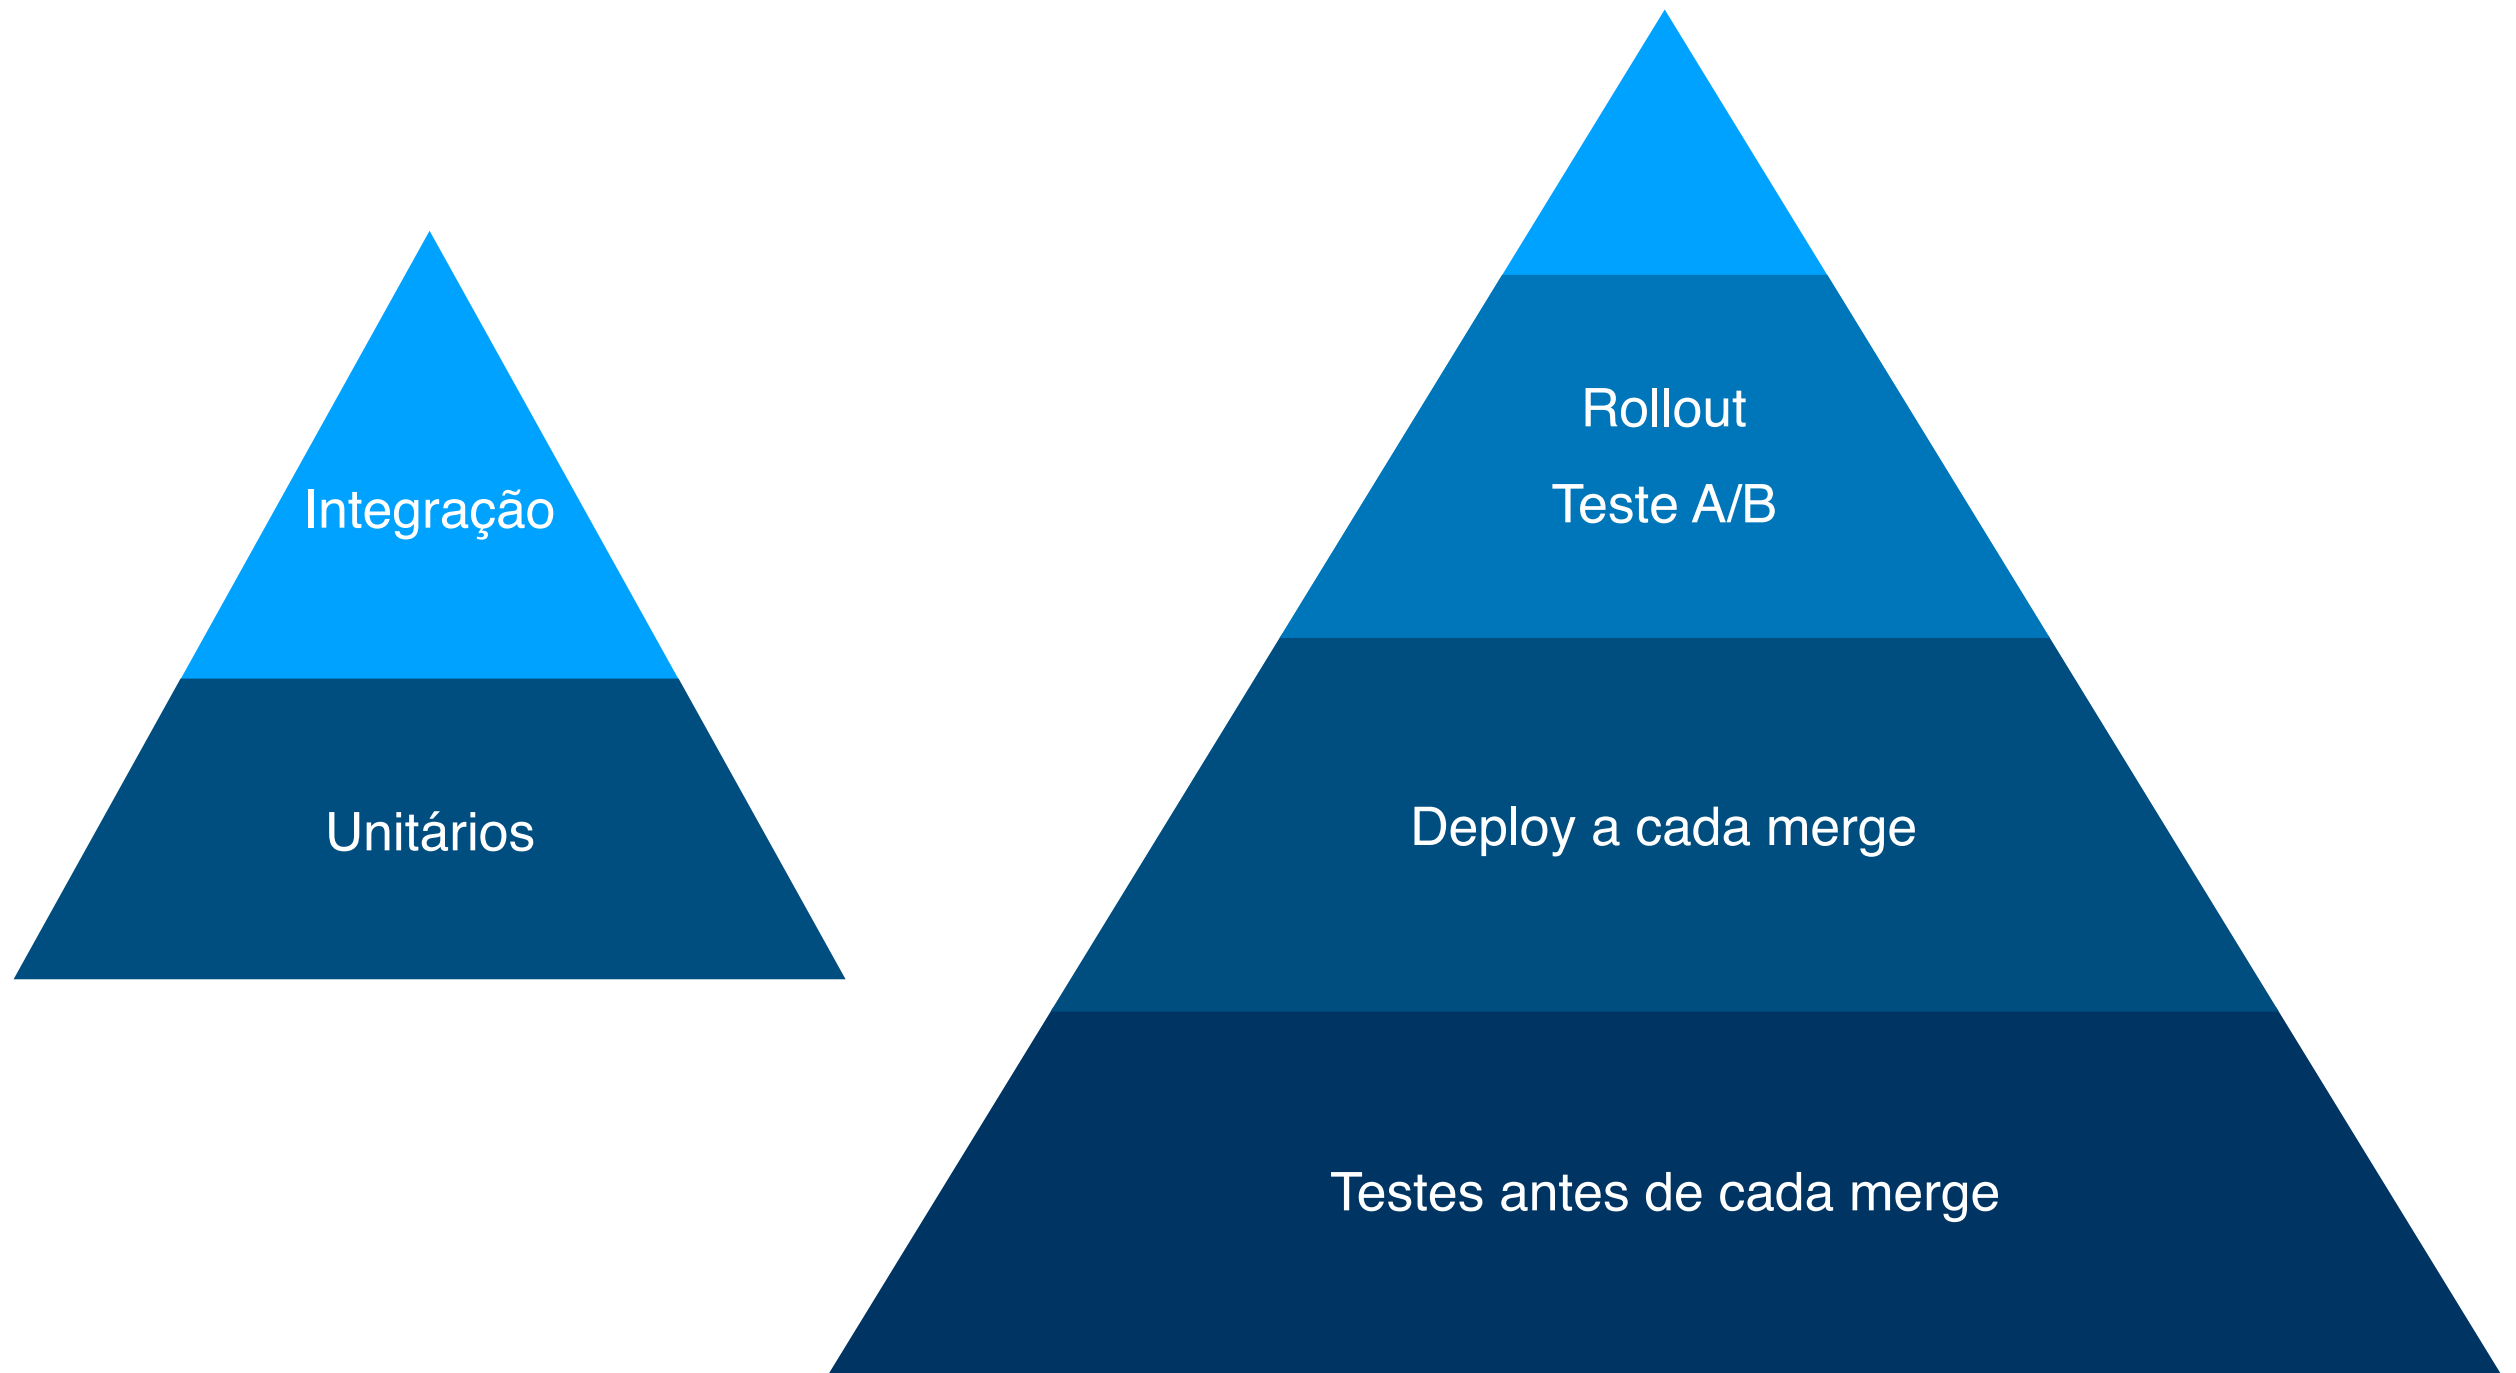 Integração
Unitários
Rollout
Teste A/B
Deploy a cada merge
Testes antes de cada merge